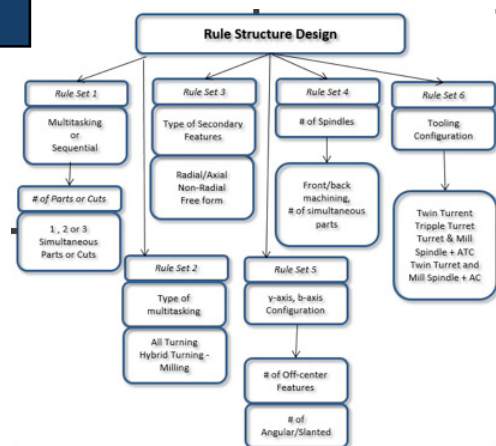 Rule Structure Design
Rule Set 1
Multitasking
or
Sequential
# of Parts or Cuts
1 , 2 or 3
Simultaneous
Parts or Cuts
Rule Set 2
Type of
multitasking
All Turning
Hybrid Turning -
Milling
Rule Set 3
Type of Secondary
Features
Radial/Axial
Non-Radial
Free form
Rule Set 4
# of Spindles
Front/back
machining,
# of simultaneous
parts
Rule Set 5
y-axis, b-axis
Configuration
# of Off-center
Features
# of
Angular/Slanted
Rule Set 6
Tooling
Configuration
Twin Turrent
Tripple Turret
Turret & Mill
Spindle + ATC
Twin Turret and
Mill Spindle + AC